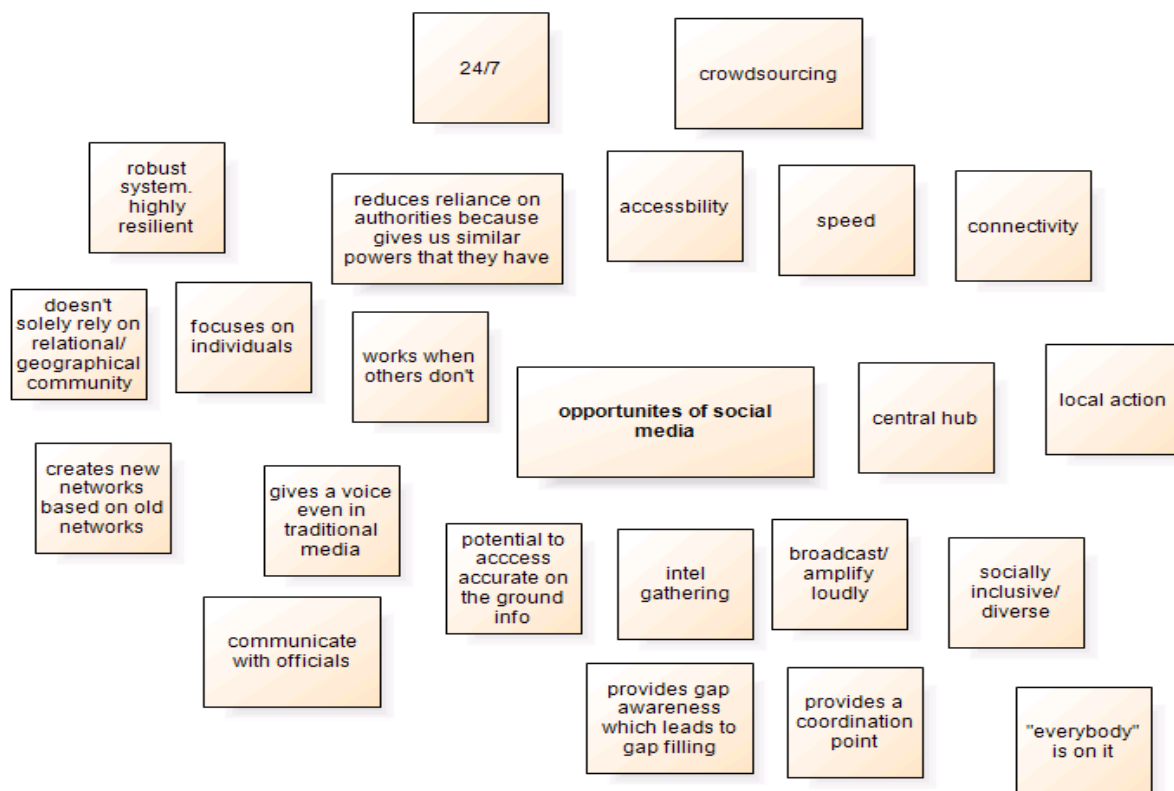 24/7
crowdsourcing
robust
system.
highly
resilient
reduces reliance on
authorities because
gives us similar
powers that they have
accessbility
speed
connectivity
doesn't
solely rely on
relational/
geographical
community
focuses on
individuals
works when
others don't
opportunites of social
media
central hub
local action
creates new
networks
based on old
networks
gives a voice
even in
traditional
media
potential to
acccess
accurate on
the ground
info
intel
gathering
broadcast/
amplify
loudly
socially
inclusive/
diverse
communicate
with officials
provides gap
awareness
which leads to
gap filling
provides a
coordination
point
"everybody"
is on it